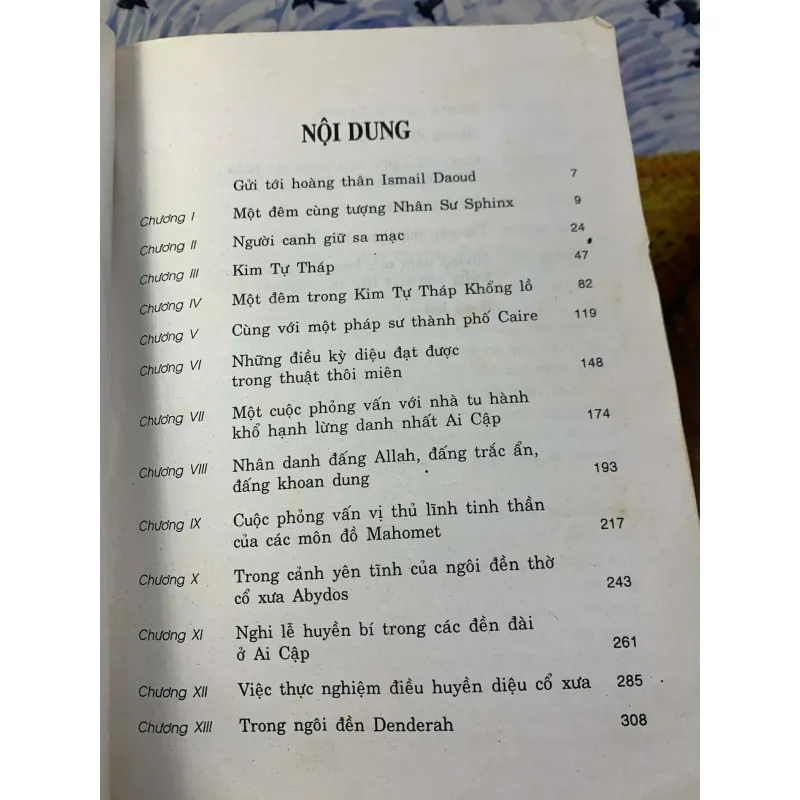 NỘI DUNG
Gửi tới hoàng thân Ismail Daoud 7
Chương I Một đêm cùng tượng Nhân Sư Sphinx 9
Chương II Người canh giữ sa mạc 24
Chương III Kim Tự Tháp 47
Chương IV Một đêm trong Kim Tự Tháp Khổng lồ 82
Chương V Cùng với một pháp sư thành phố Caire 119
Chương VI Những điều kỳ diệu đạt được
trong thuật thôi miên 148
Chương VII Một cuộc phỏng vấn với nhà tu hành
khổ hạnh lừng danh nhất Ai Cập 174
Chương VIII Nhân danh đấng Allah, đấng trắc ẩn,
đấng khoan dung 193
Chương IX Cuộc phỏng vấn vị thủ lĩnh tinh thần
của các môn đồ Mahomet 217
Chương X Trong cảnh yên tĩnh của ngôi đền thờ
cổ xưa Abydos 243
Chương XI Nghi lễ huyền bí trong các đền đài
ở Ai Cập 261
Chương XII Việc thực nghiệm điều huyền diệu cổ xưa 285
Chương XIII Trong ngôi đền Denderah 308